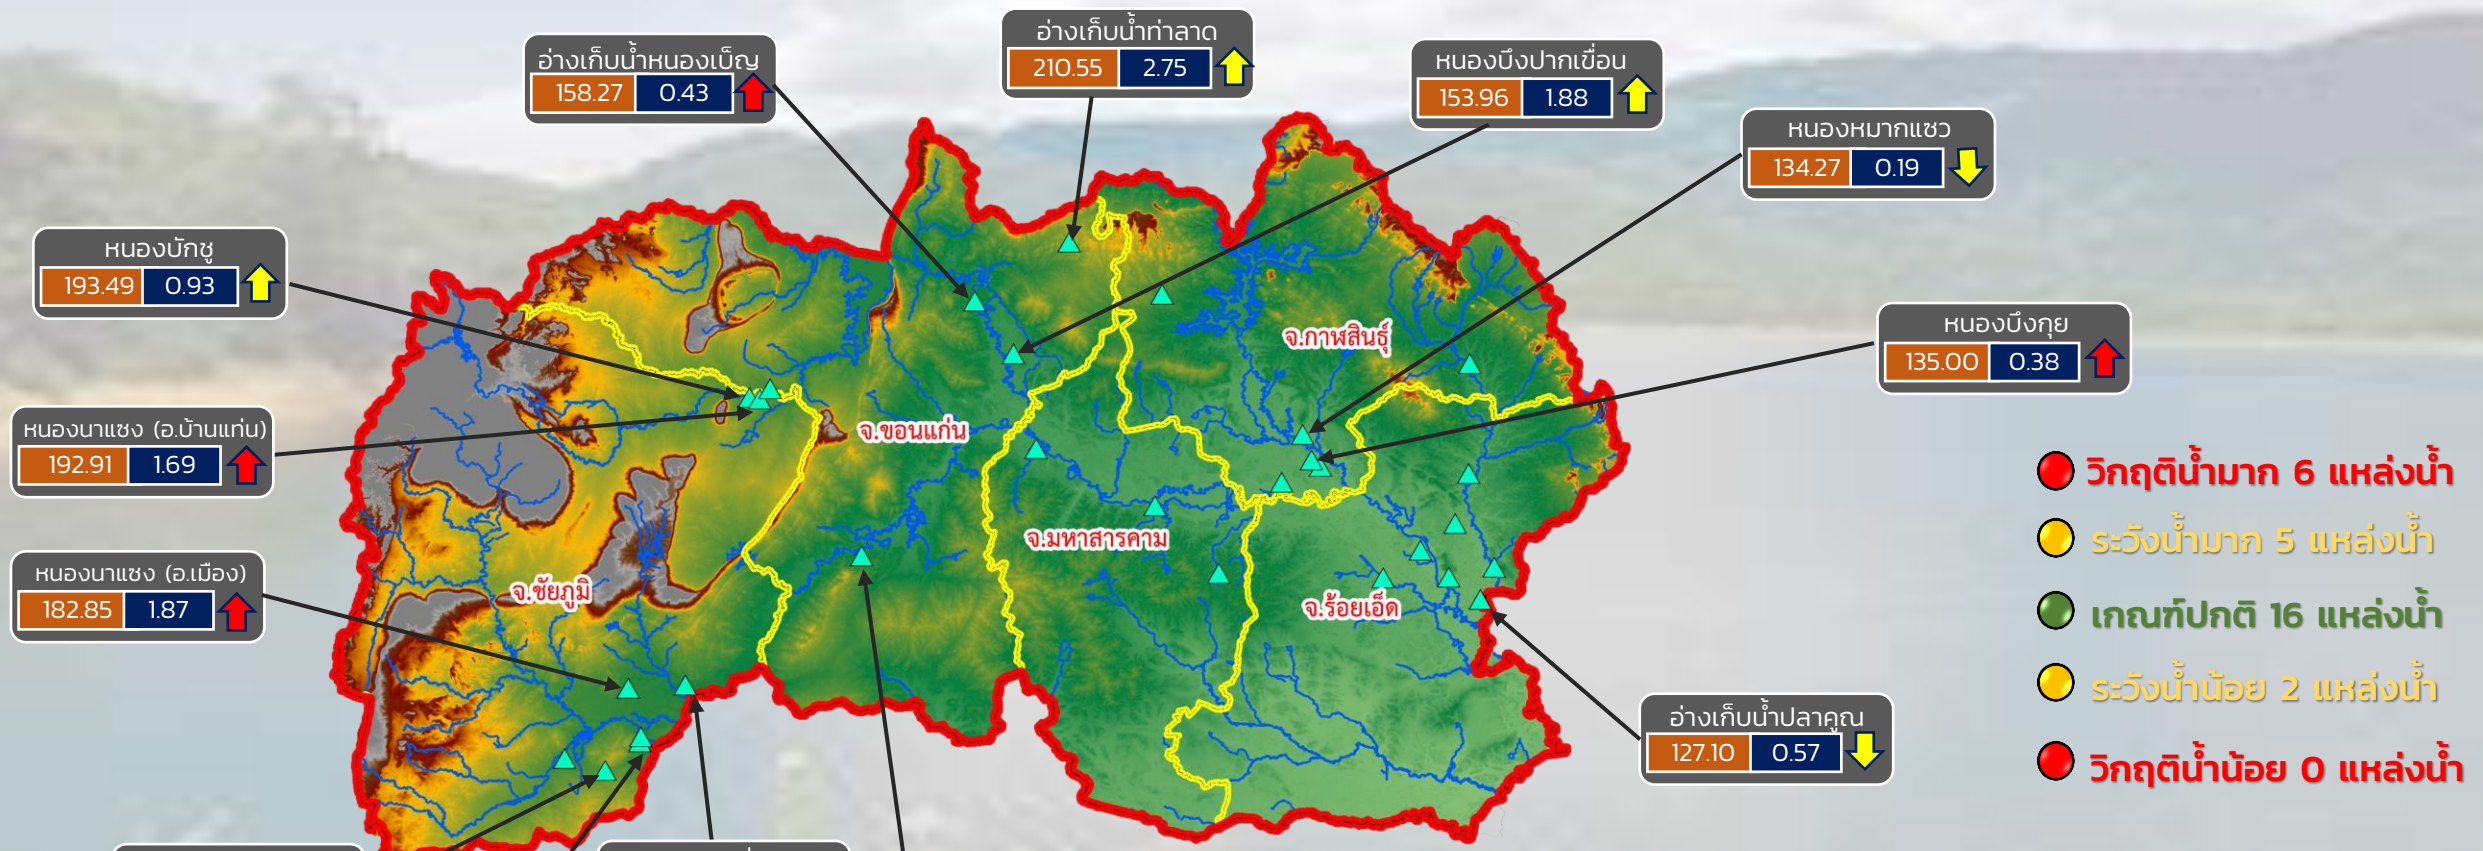 อ่างเก็บน้ำท่าลาด
210.55 2.75
อ่างเก็บน้ำหนองเบ็ญ
158.27 0.43
หนองบึงปากเขื่อน
153.96 1.88
หนองหมากแซว
134.27 0.19
หนองบักชู
193.49 0.93
หนองบึงกุย
135.00 0.38
จ.กาฬสินธุ์
หนองนาแซง (อ.บ้านแท่น)
192.91 1.69
จ.ขอนแก่น
วิกฤติน้ำมาก 6 แหล่งน้ำ
ระวังน้ำมาก 5 แหล่งน้ำ
จ.มหาสารคาม
หนองนาแซง (อ.เมือง)
182.85 1.87
จ.ชัยภูมิ
จ.ร้อยเอ็ด
เกณฑ์ปกติ 16 แหล่งน้ำ
ระวังน้ำน้อย 2 แหล่งน้ำ
อ่างเก็บน้ำปลาคูณ
127.10 0.57
วิกฤติน้ำน้อย 0 แหล่งน้ำ